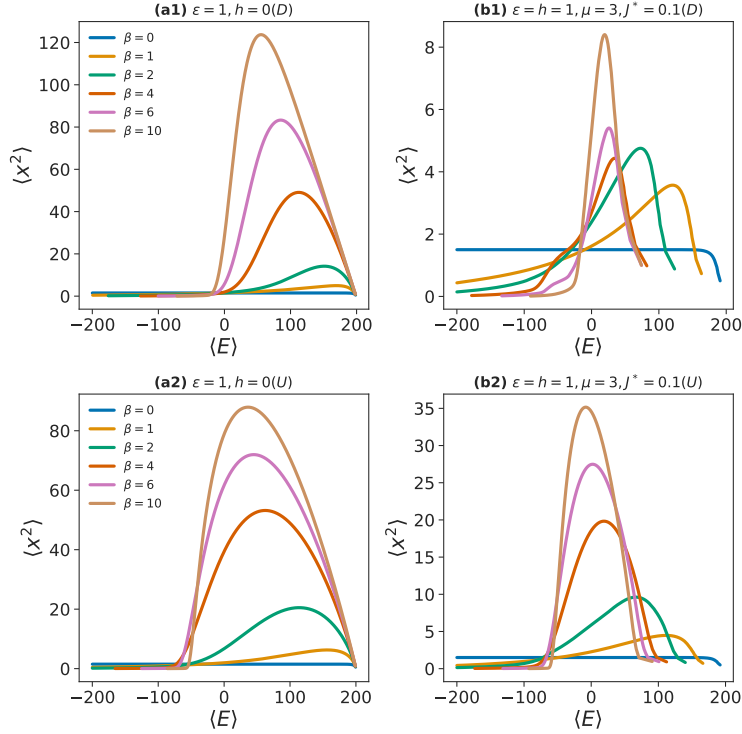 (a1) ε = 1, h = 0(D)
⟨x²⟩
120
100
80
60
40
20
0
β = 0
β = 1
β = 2
β = 4
β = 6
β = 10
−200 −100 0 100 200
⟨E⟩
(b1) ε = h = 1, μ = 3, J* = 0.1(D)
⟨x²⟩
8
6
4
2
0
−200 −100 0 100 200
⟨E⟩
(a2) ε = 1, h = 0(U)
⟨x²⟩
80
60
40
20
0
β = 0
β = 1
β = 2
β = 4
β = 6
β = 10
−200 −100 0 100 200
⟨E⟩
(b2) ε = h = 1, μ = 3, J* = 0.1(U)
⟨x²⟩
35
30
25
20
15
10
5
0
−200 −100 0 100 200
⟨E⟩